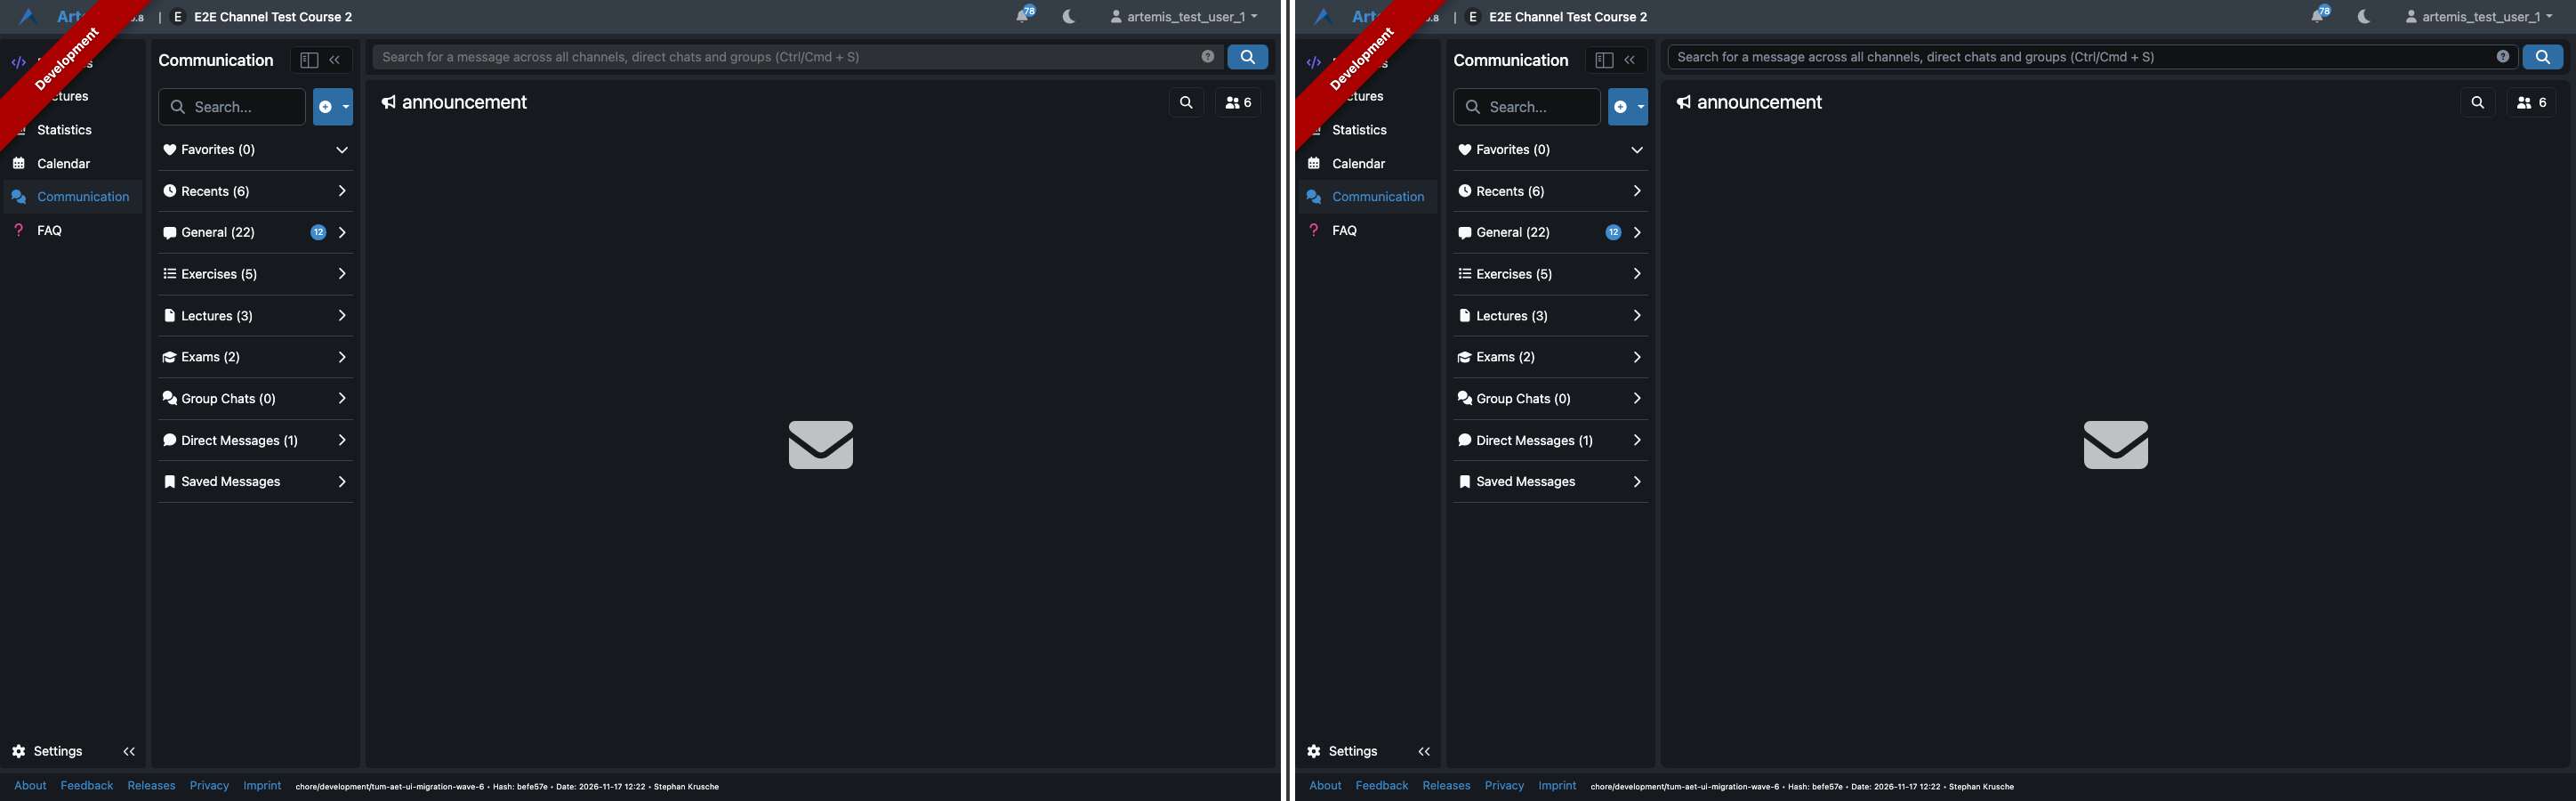 E E2E Channel Test Course 2
78
artemis_test_user_1
Development
Statistics
Calendar
Communication
FAQ
Settings
Communication
Search...
Favorites (0)
Recents (6)
General (22)
12
Exercises (5)
Lectures (3)
Exams (2)
Group Chats (0)
Direct Messages (1)
Saved Messages
Search for a message across all channels, direct chats and groups (Ctrl/Cmd + S)
announcement
6
About Feedback Releases Privacy Imprint chore/development/tum-aet-ui-migration-wave-6 • Hash: befe57e • Date: 2026-11-17 12:22 • Stephan Krusche
E E2E Channel Test Course 2
78
artemis_test_user_1
Development
Statistics
Calendar
Communication
FAQ
Settings
Communication
Search...
Favorites (0)
Recents (6)
General (22)
12
Exercises (5)
Lectures (3)
Exams (2)
Group Chats (0)
Direct Messages (1)
Saved Messages
Search for a message across all channels, direct chats and groups (Ctrl/Cmd + S)
announcement
6
About Feedback Releases Privacy Imprint chore/development/tum-aet-ui-migration-wave-6 • Hash: befe57e • Date: 2026-11-17 12:22 • Stephan Krusche